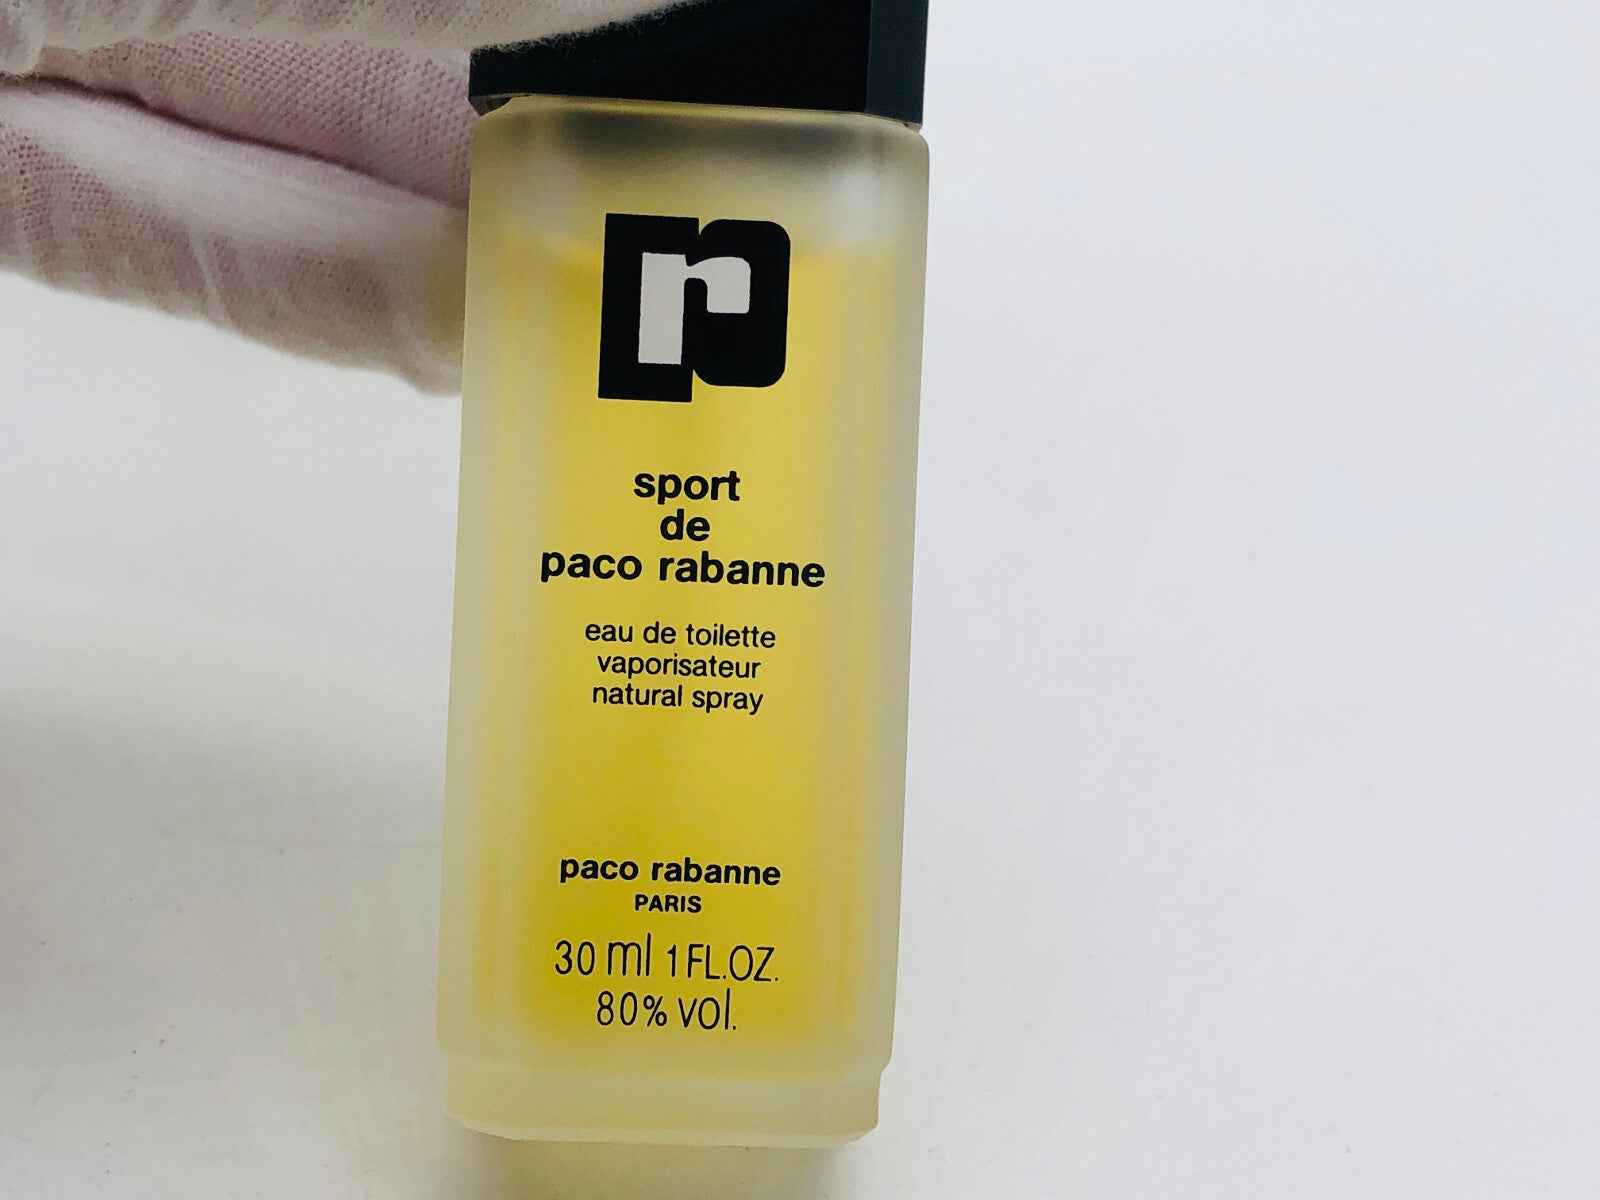 pr
sport
de
paco rabanne
eau de toilette
vaporisateur
natural spray
paco rabanne
PARIS
30 ml 1 FL.OZ.
80% vol.